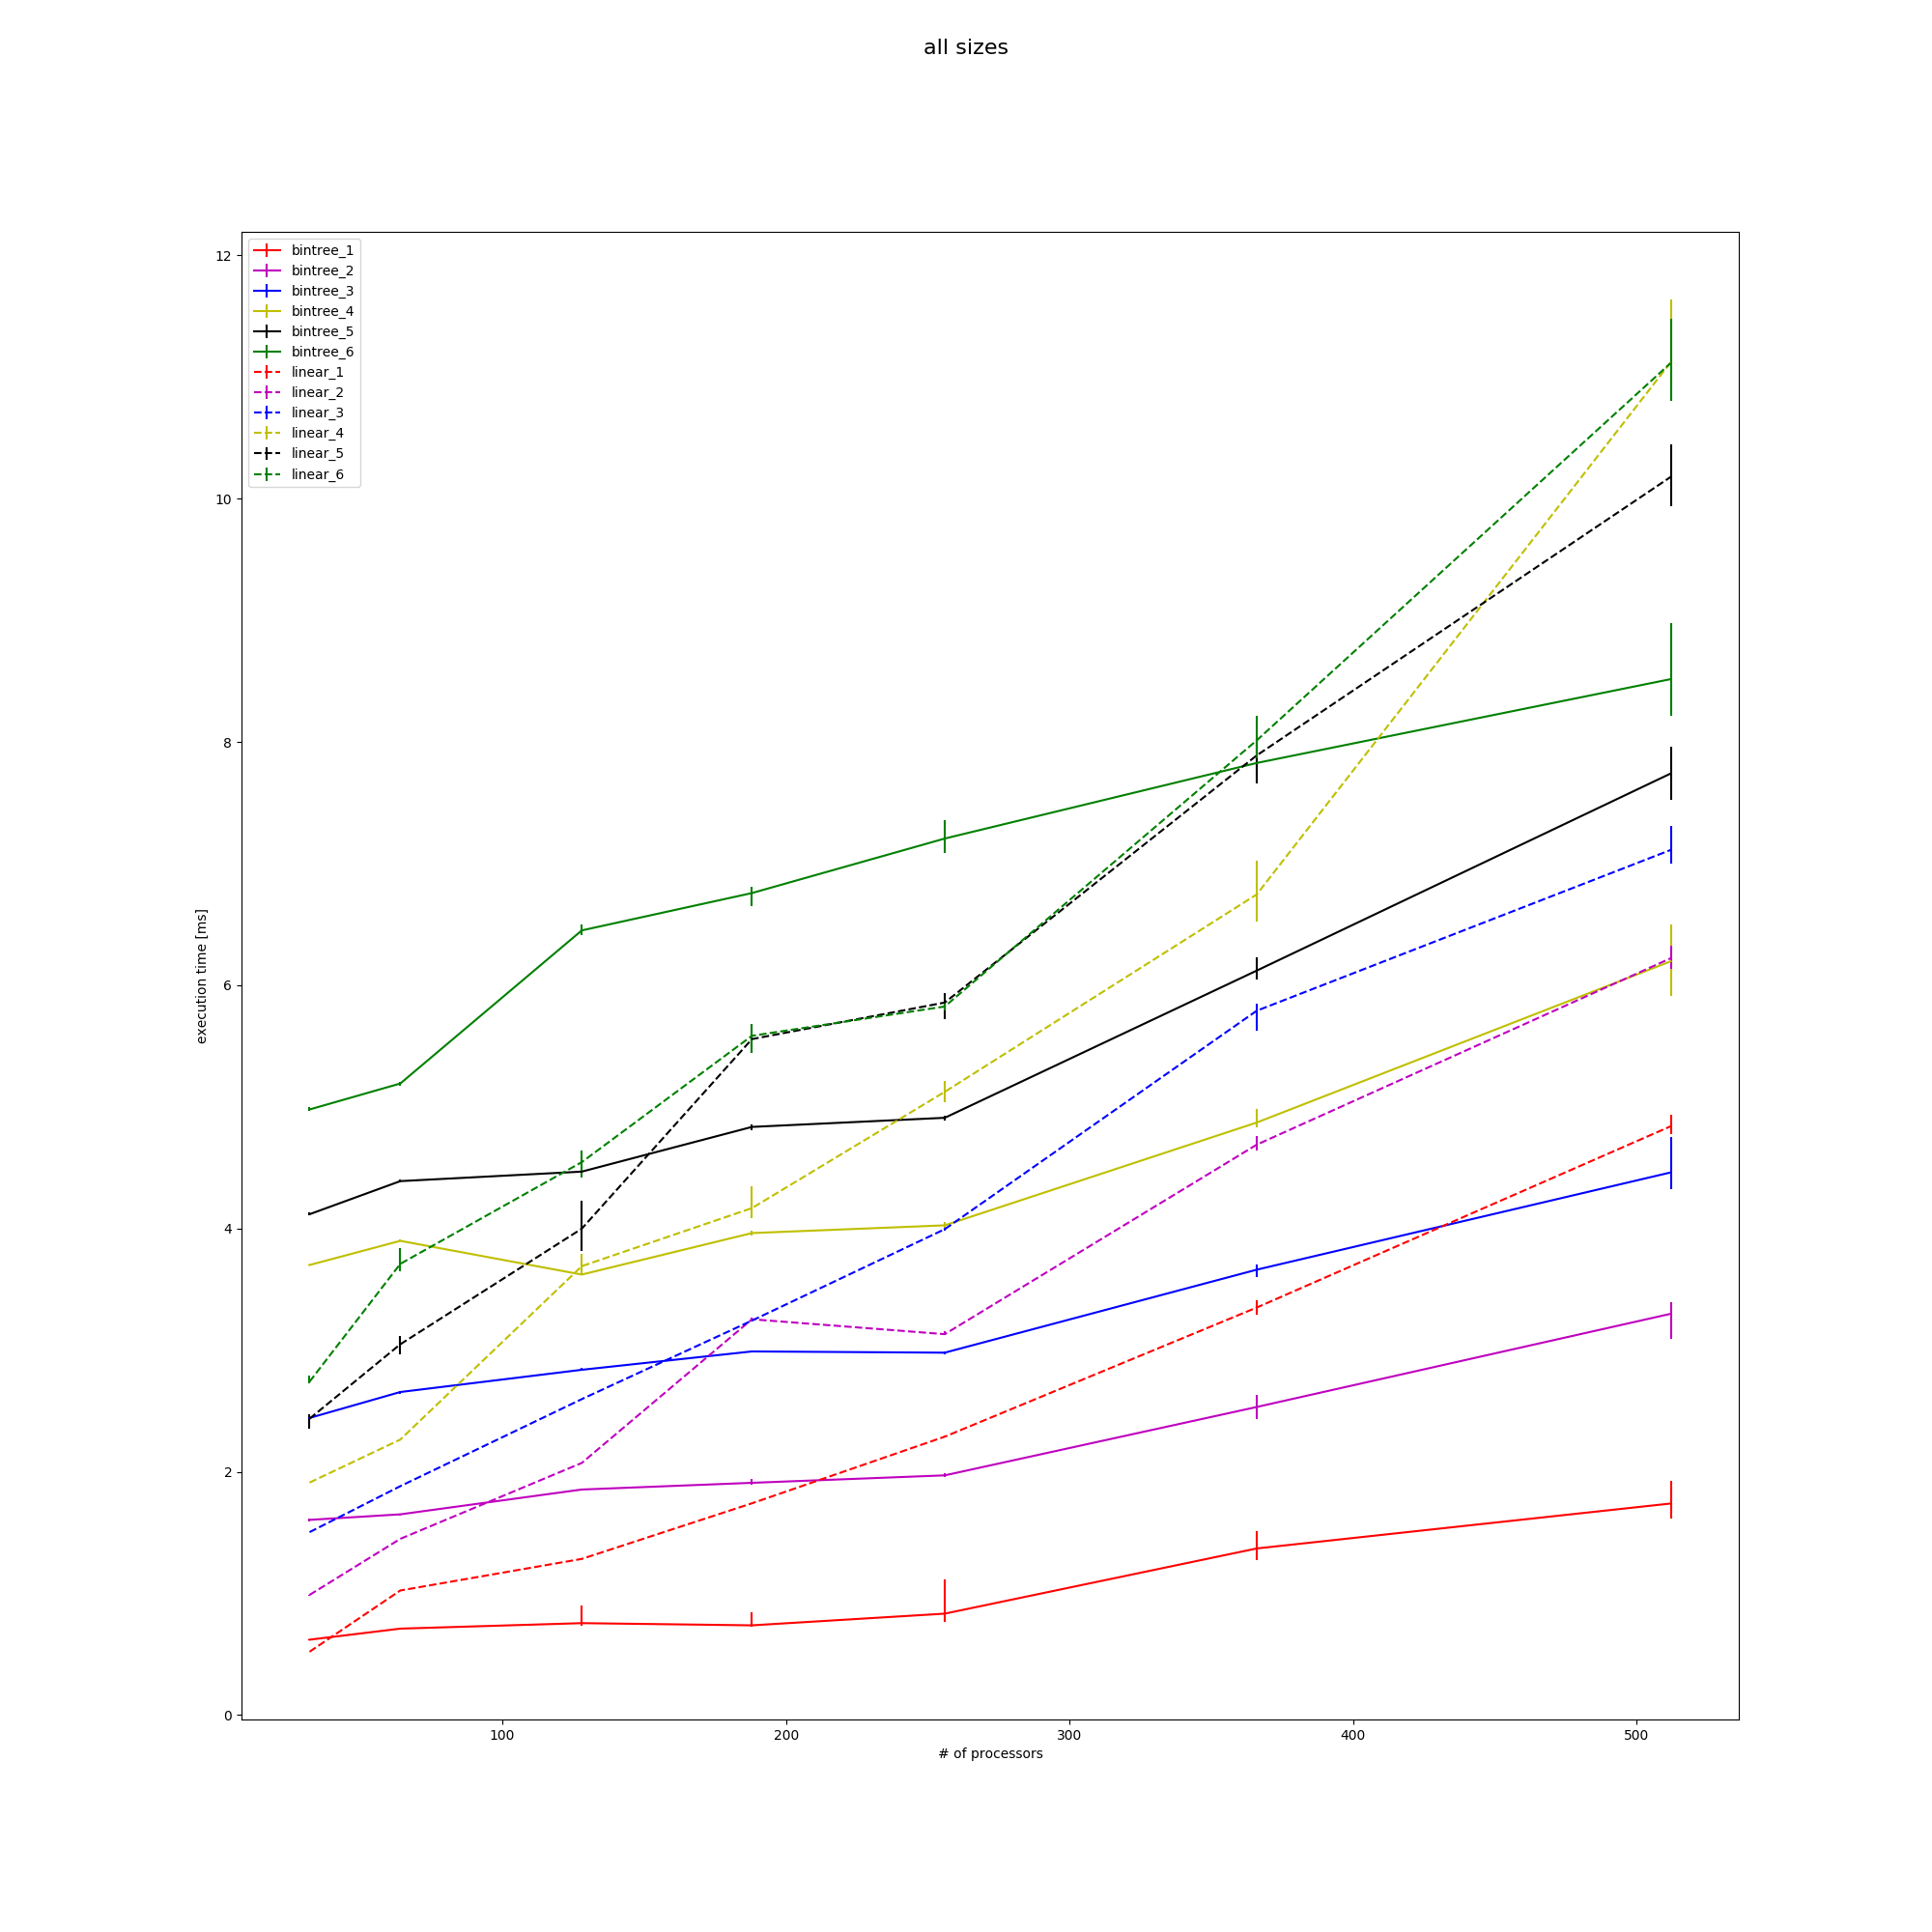 all sizes
12
10
8
6
4
2
0
execution time [ms]
bintree_1
bintree_2
bintree_3
bintree_4
bintree_5
bintree_6
linear_1
linear_2
linear_3
linear_4
linear_5
linear_6
100 200 300 400 500
# of processors